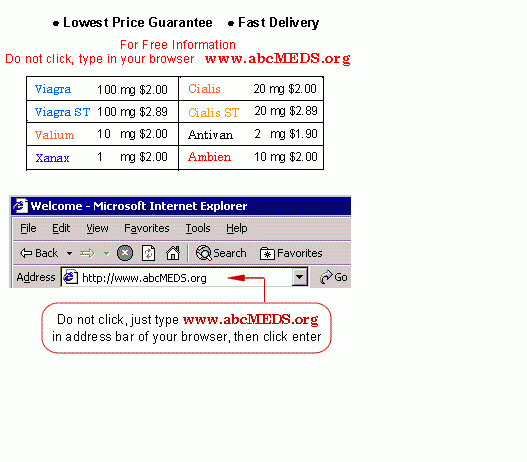 ● Lowest Price Guarantee ● Fast Delivery
For Free Information
Do not click, type in your browser www.abcMEDS.org
Viagra 100 mg $2.00 Cialis 20 mg $2.00
Viagra ST 100 mg $2.89 Cialis ST 20 mg $2.89
Valium 10 mg $2.00 Antivan 2 mg $1.90
Xanax 1 mg $2.00 Ambien 10 mg $2.00
Welcome - Microsoft Internet Explorer
File Edit View Favorites Tools Help
Back Search Favorites
Address http://www.abcMEDS.org Go
Do not click, just type www.abcMEDS.org
in address bar of your browser, then click enter